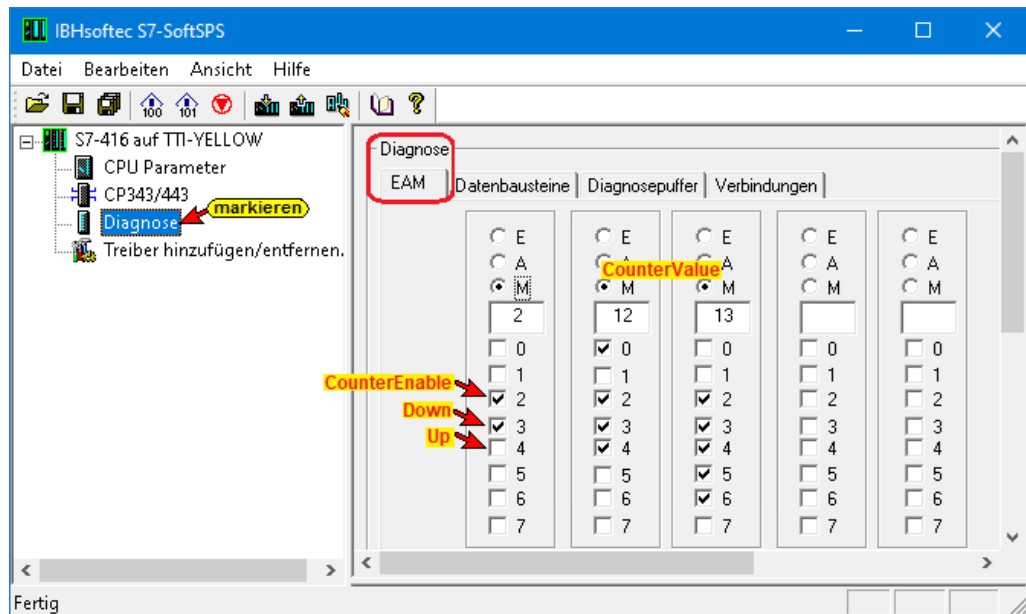 IBHsoftec S7-SoftSPS
Datei Bearbeiten Ansicht Hilfe
100 101
S7-416 auf TTI-YELLOW
CPU Parameter
CP343/443
Diagnose
markieren
Treiber hinzufügen/entfernen.
Diagnose
EAM Datenbausteine Diagnosepuffer Verbindungen
E E E E E
A A A A A
CounterValue
M M M M M
2 12 13
0 0 0 0 0
1 1 1 1 1
CounterEnable
2 2 2 2 2
Down
3 3 3 3 3
Up
4 4 4 4 4
5 5 5 5 5
6 6 6 6 6
7 7 7 7 7
Fertig